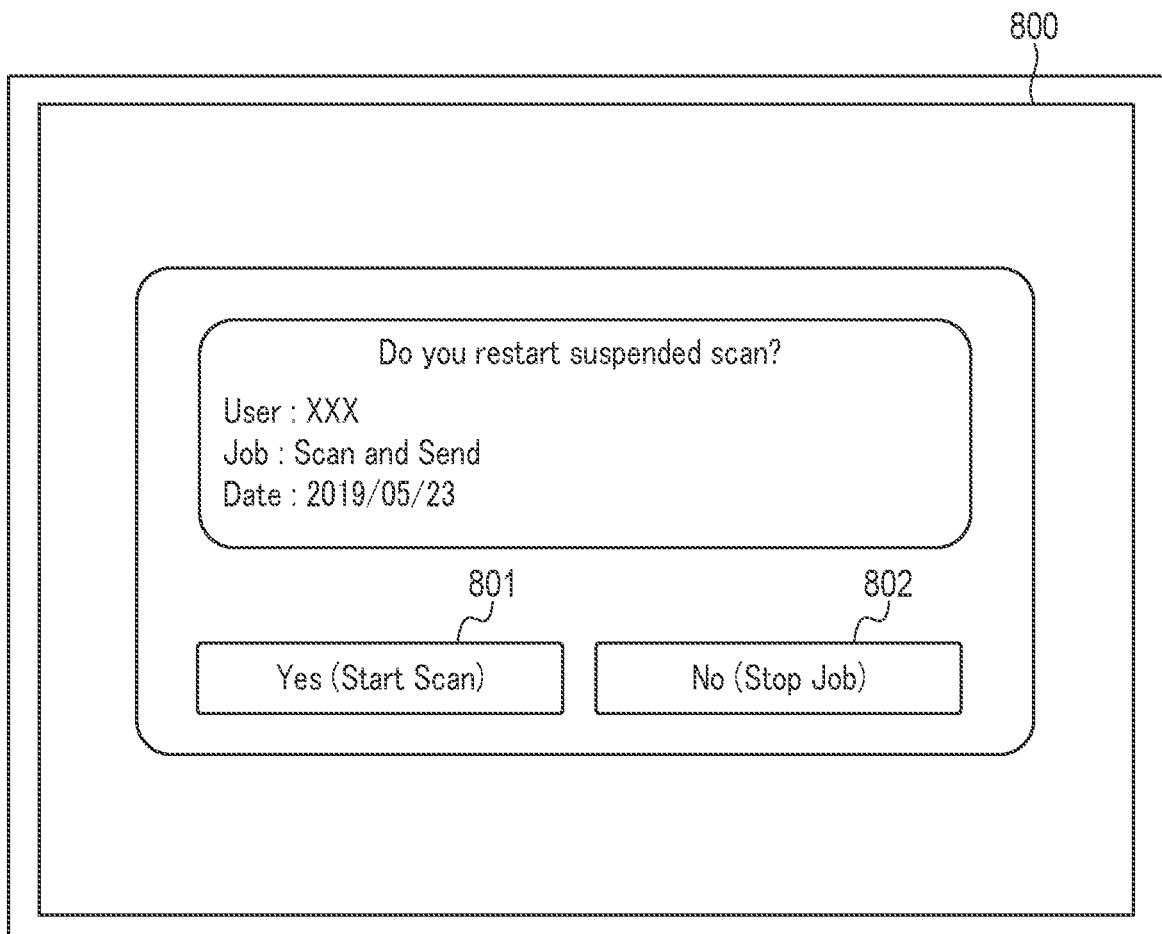 800
Do you restart suspended scan?
User : XXX
Job : Scan and Send
Date : 2019/05/23
801
802
Yes (Start Scan)
No (Stop Job)